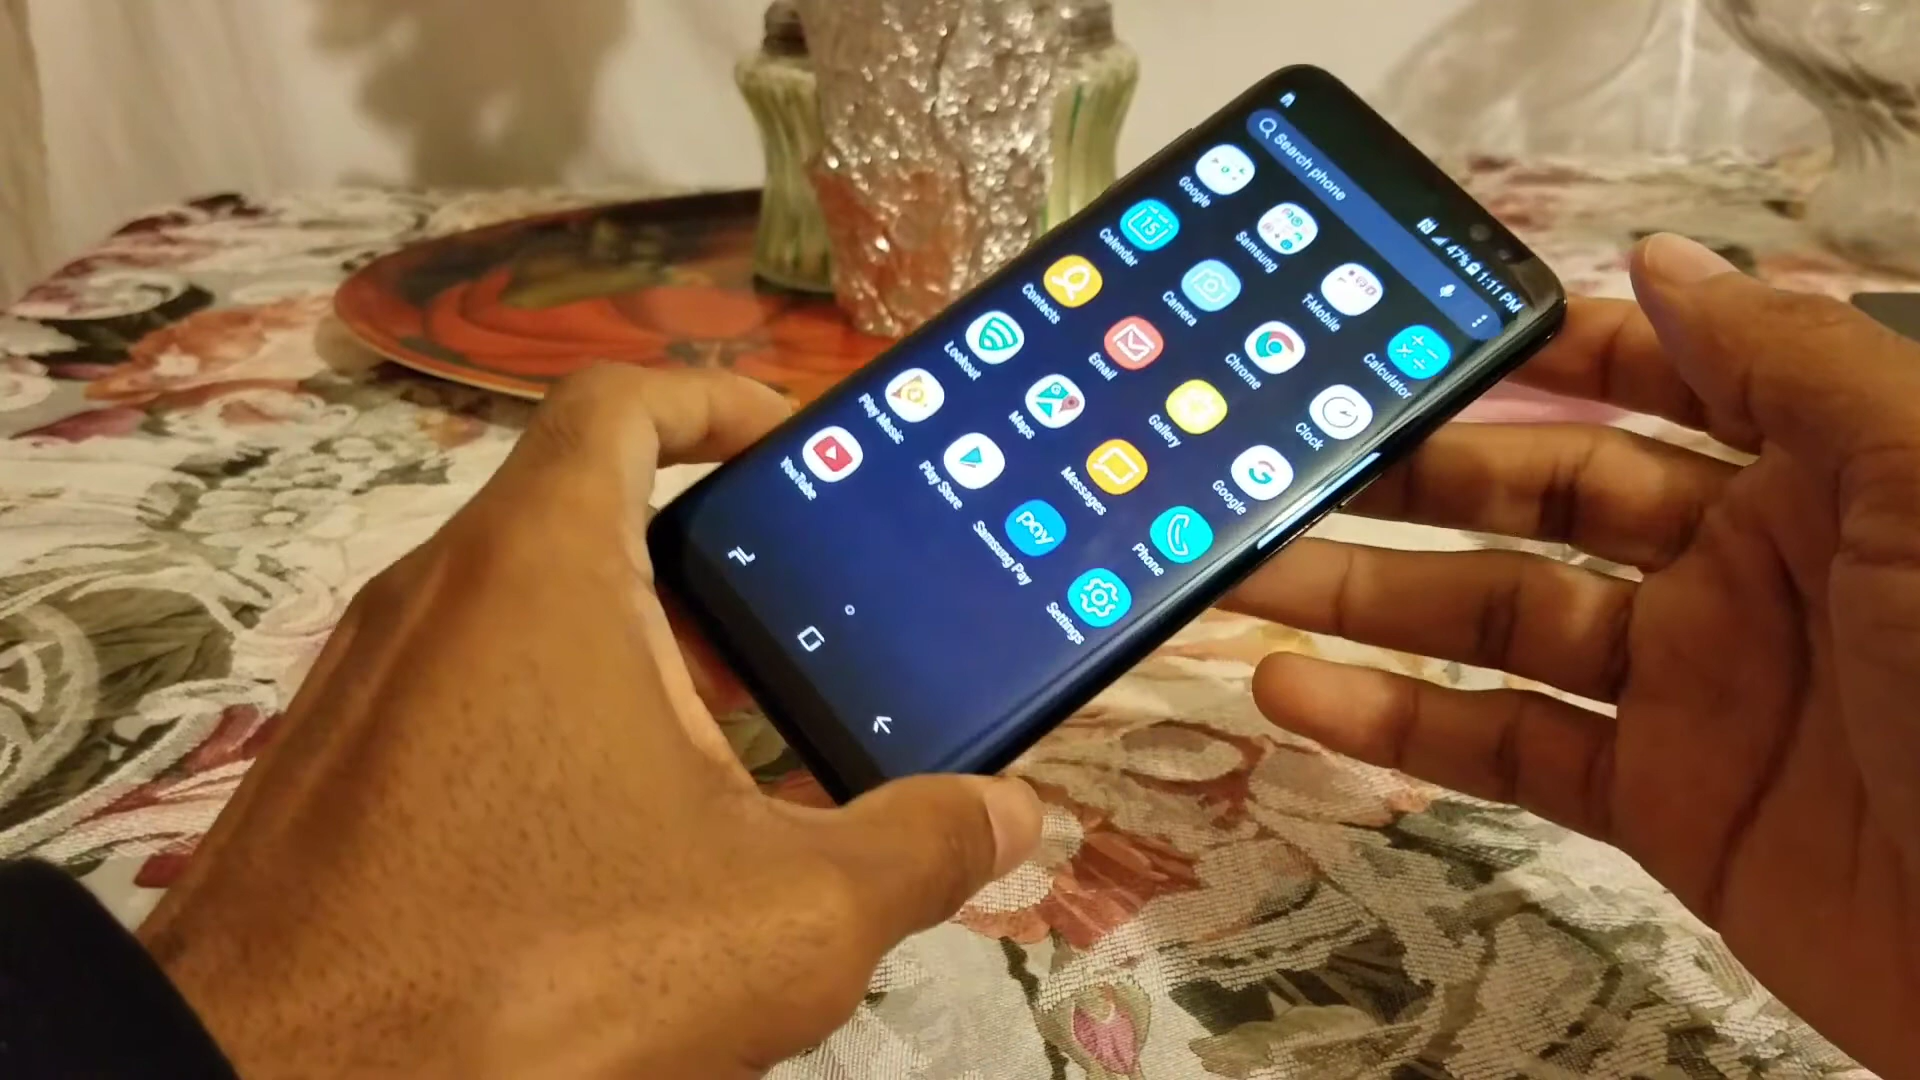 47% 1:11 PM
Search phone
Google
Samsung
T-Mobile
Calculator
15
Calendar
Camera
Chrome
Clock
Contacts
Email
Gallery
Google
Lookout
Maps
Messages
Phone
Play Music
Play Store
pay
Samsung Pay
Settings
YouTube